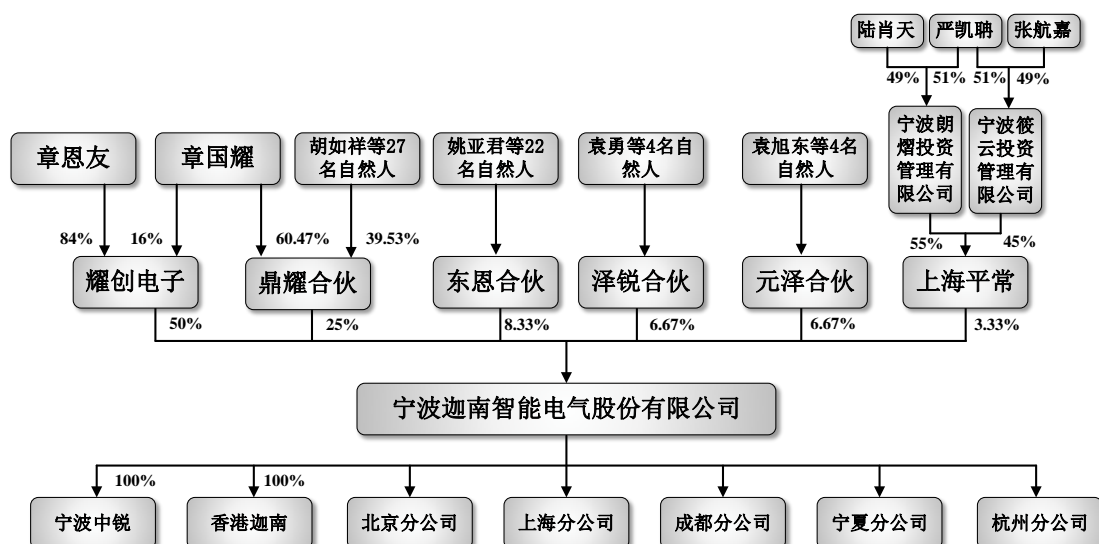 陆肖天
严凯聃
张航嘉
49%
51%
51%
49%
章恩友
章国耀
胡如祥等27
名自然人
姚亚君等22
名自然人
袁勇等4名自
然人
袁旭东等4名
自然人
宁波朗
熠投资
管理有
限公司
宁波筱
云投资
管理有
限公司
84%
16%
60.47%
39.53%
55%
45%
耀创电子
鼎耀合伙
东恩合伙
泽锐合伙
元泽合伙
上海平常
50%
25%
8.33%
6.67%
6.67%
3.33%
宁波迦南智能电气股份有限公司
100%
100%
宁波中锐
香港迦南
北京分公司
上海分公司
成都分公司
宁夏分公司
杭州分公司